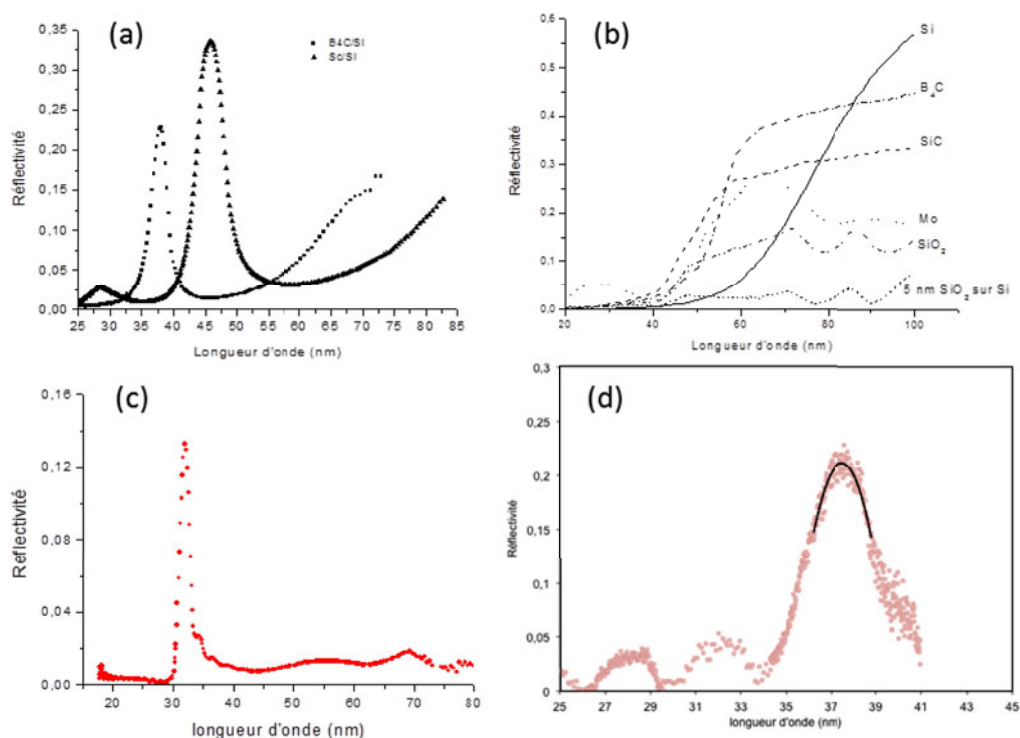 (a)
B4C/SI
Sc/SI
0,35
0,30
0,25
0,20
0,15
0,10
0,05
0,00
Réflectivité
25 30 35 40 45 50 55 60 65 70 75 80 85
Longueur d'onde (nm)
(b)
0,6
0,5
0,4
0,3
0,2
0,1
0,0
Réflectivité
Si
B4C
SiC
Mo
SiO2
5 nm SiO2 sur Si
20 40 60 80 100
Longueur d'onde (nm)
(c)
0,16
0,12
0,08
0,04
0,00
Reflectivité
20 30 40 50 60 70 80
longueur d'onde (nm)
(d)
0,3
0,25
0,2
0,15
0,1
0,05
0
Réflectivité
25 27 29 31 33 35 37 39 41 43 45
longueur d'onde (nm)